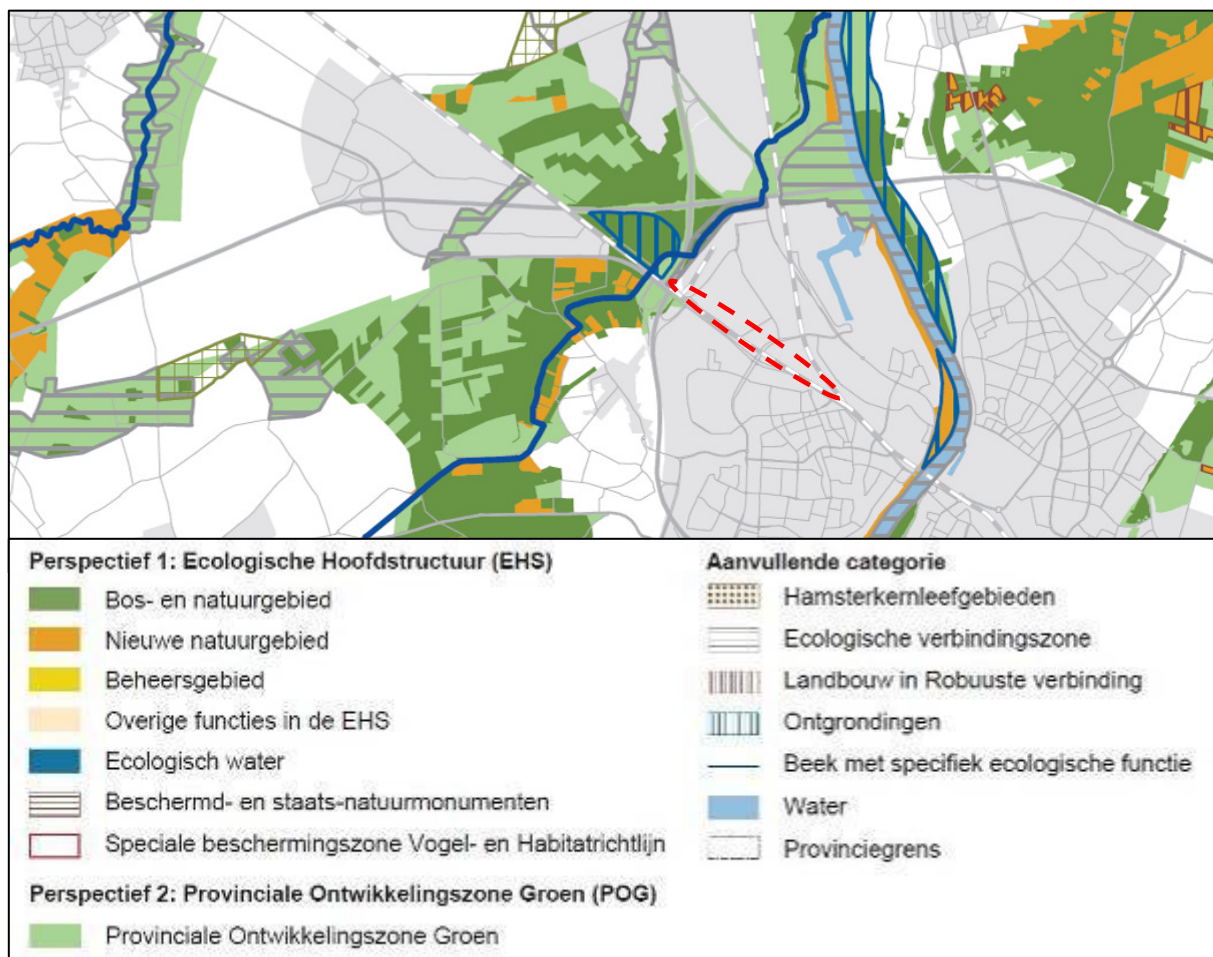 Perspectief 1: Ecologische Hoofdstructuur (EHS)
Bos- en natuurgebied
Nieuwe natuurgebied
Beheersgebied
Overige functies in de EHS
Ecologisch water
Beschermd- en staats-natuurmonumenten
Speciale beschermingszone Vogel- en Habitatrichtlijn
Perspectief 2: Provinciale Ontwikkelingszone Groen (POG)
Provinciale Ontwikkelingszone Groen
Aanvullende categorie
Hamsterkernleefgebieden
Ecologische verbindingszone
Landbouw in Robuuste verbinding
Ontgrondingen
Beek met specifiek ecologische functie
Water
Provinciegrens